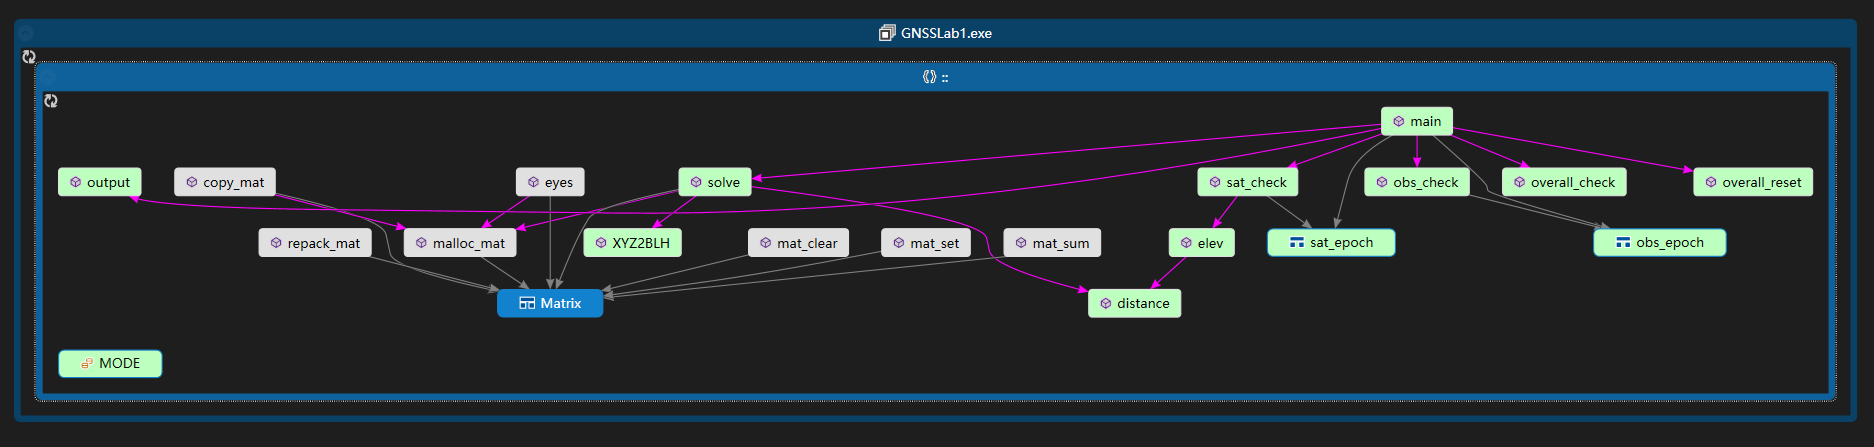 GNSSLab1.exe
::
main
output
copy_mat
eyes
solve
sat_check
obs_check
overall_check
overall_reset
repack_mat
malloc_mat
XYZ2BLH
mat_clear
mat_set
mat_sum
elev
sat_epoch
obs_epoch
Matrix
distance
MODE